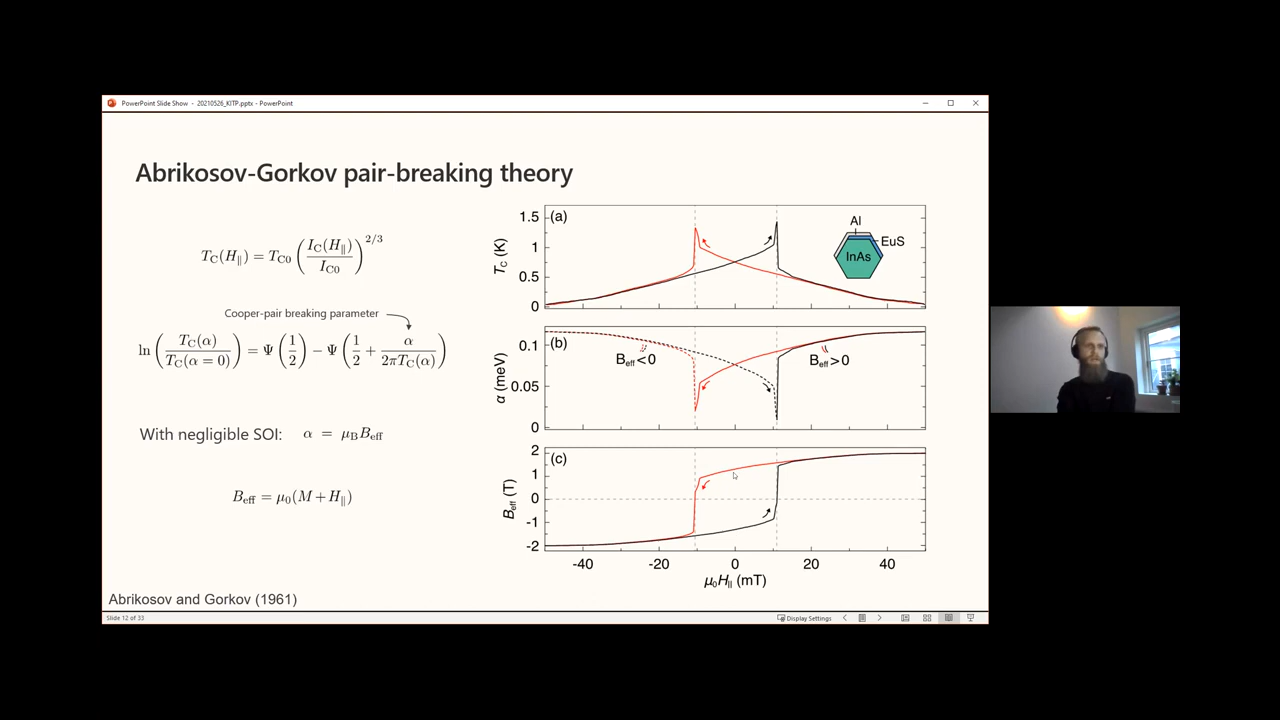 PowerPoint Slide Show - 20210526_KITP.pptx - PowerPoint
Abrikosov-Gorkov pair-breaking theory
T_C(H_∥) = T_C0 (I_C(H_∥) / I_C0)^2/3
Cooper-pair breaking parameter
ln (T_C(α) / T_C(α = 0)) = Ψ (1/2) − Ψ (1/2 + α / 2πT_C(α))
With negligible SOI: α = μ_B B_eff
B_eff = μ_0(M + H_∥)
Abrikosov and Gorkov (1961)
(a)
T_C (K)
1.5
1
0.5
0
Al
EuS
InAs
(b)
α (meV)
0.1
0.05
0
B_eff < 0
B_eff > 0
(c)
B_eff (T)
2
1
0
-1
-2
-40 -20 0 20 40
μ_0H_∥ (mT)
Slide 12 of 33
Display Settings